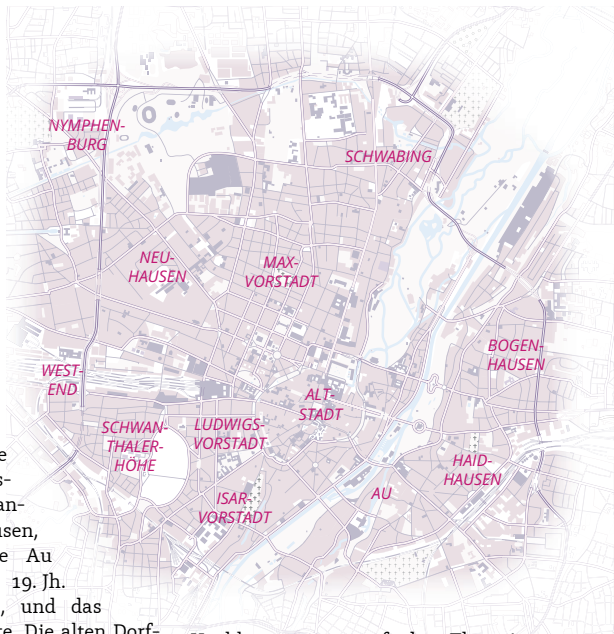 NYMPHEN-
BURG
SCHWABING
NEU-
HAUSEN
MAX-
VORSTADT
BOGEN-
HAUSEN
WEST-
END
ALT-
STADT
SCHWAN-
THALER-
HÖHE
LUDWIGS-
VORSTADT
HAID-
HAUSEN
ISAR-
VORSTADT
AU
e
s-
an-
usen,
e Au
19. Jh.
, und das
Die alten Dorf-